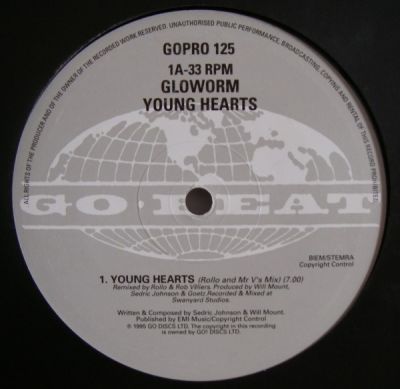 ALL RIGHTS OF THE PRODUCER AND OF THE OWNER OF THE RECORDED WORK RESERVED. UNAUTHORISED PUBLIC PERFORMANCE, BROADCASTING, COPYING AND RENTAL OF THIS RECORD PROHIBITED.
GOPRO 125
1A-33 RPM
GLOWORM
YOUNG HEARTS
GO·BEAT
BIEM/STEMRA
Copyright Control
1. YOUNG HEARTS (Rollo and Mr V's Mix) (7.00)
Remixed by Rollo & Rob Villiers. Produced by Will Mount,
Sedric Johnson & Goetz Recorded & Mixed at
Swanyard Studios.
Written & Composed by Sedric Johnson & Will Mount.
Published by EMI Music/Copyright Control
℗ 1995 GO! DISCS LTD. The copyright in this recording
is owned by GO! DISCS LTD.